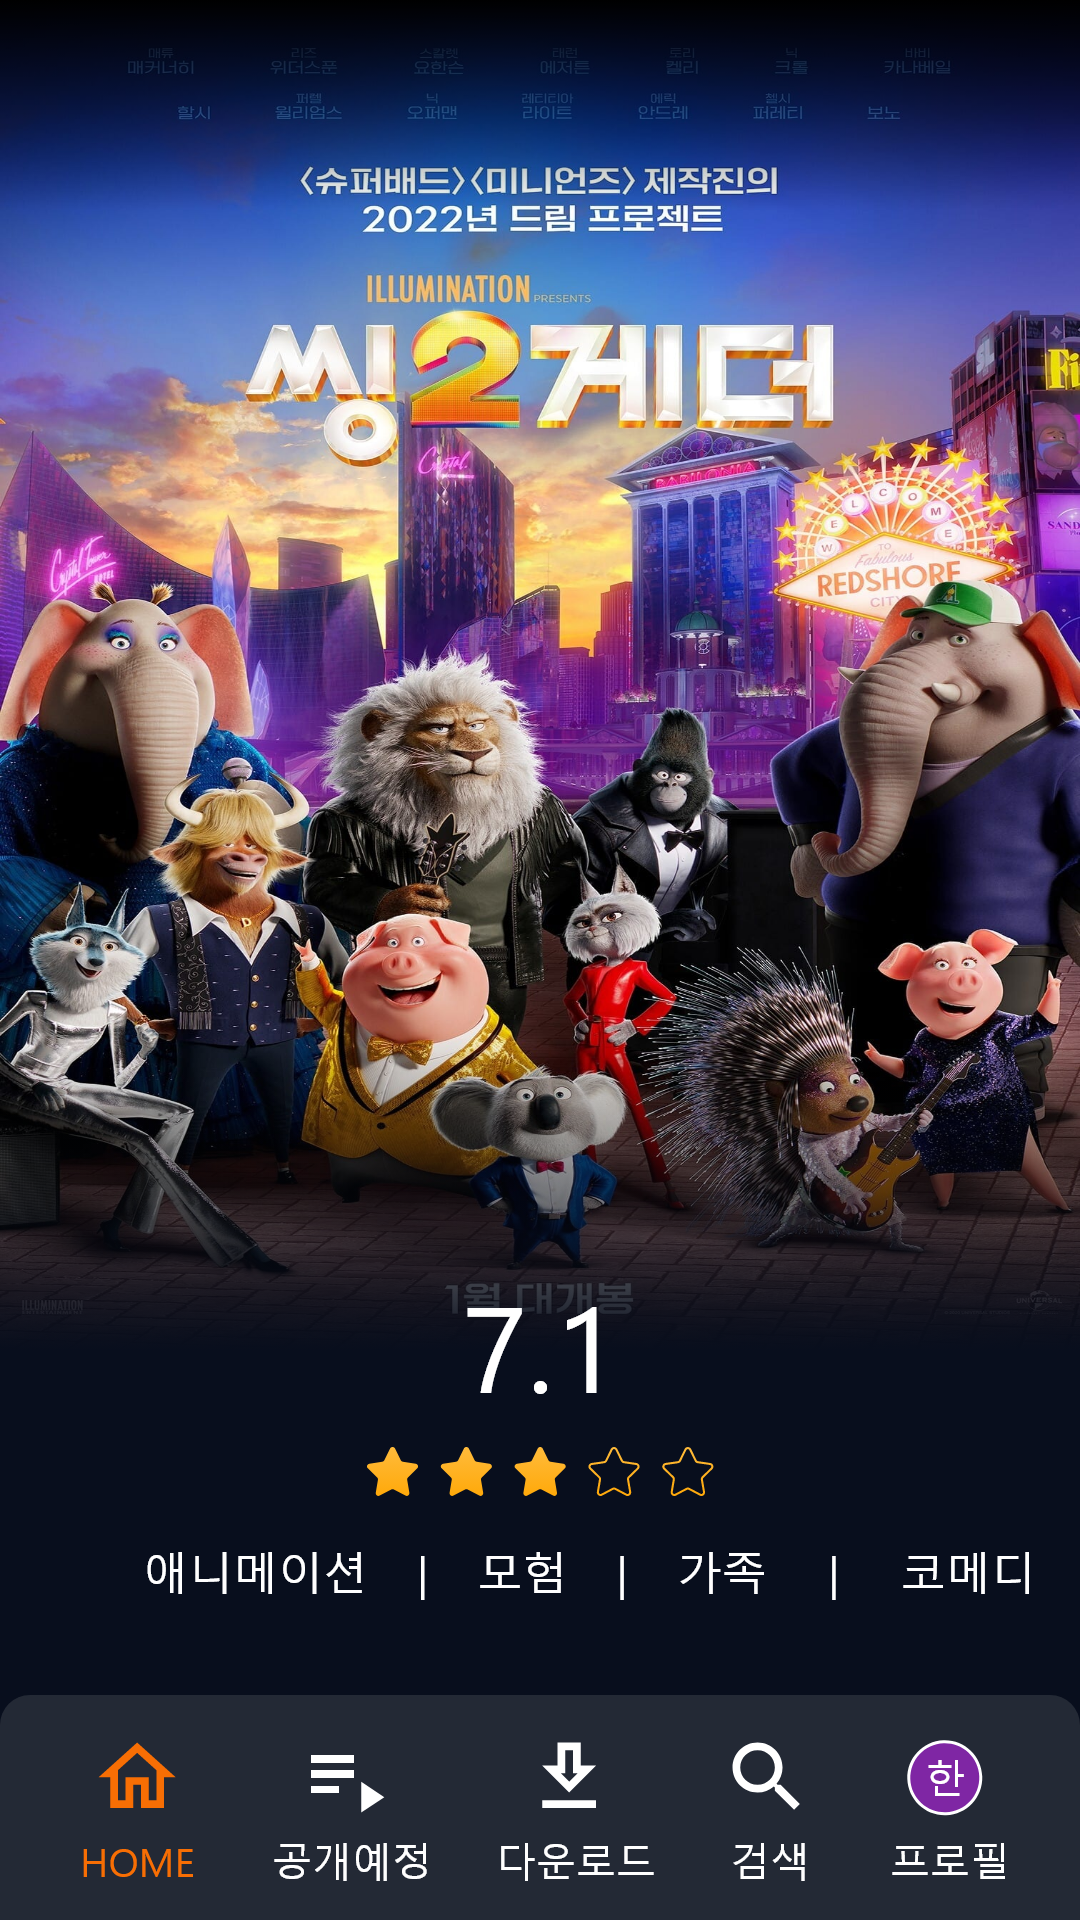 매튜 리즈 스칼렛 태런 토리 닉 바비
매커너히 위더스푼 요한슨 에저튼 켈리 크롤 카나베일
퍼렐 닉 레티티아 에릭 첼시
할시 윌리엄스 오퍼맨 라이트 안드레 퍼레티 보노
〈슈퍼배드〉〈미니언즈〉 제작진의
2022년 드림 프로젝트
ILLUMINATION PRESENTS
씽2게더
Crystal
BABILONIA
Fi
WELCOME
TO
Fabulous
REDSHORE
CITY
SAND
Crystal Tower
HOTEL
D
1월 대개봉
ILLUMINATION
UNIVERSAL
7.1
애니메이션 | 모험 | 가족 | 코메디
한
HOME 공개예정 다운로드 검색 프로필